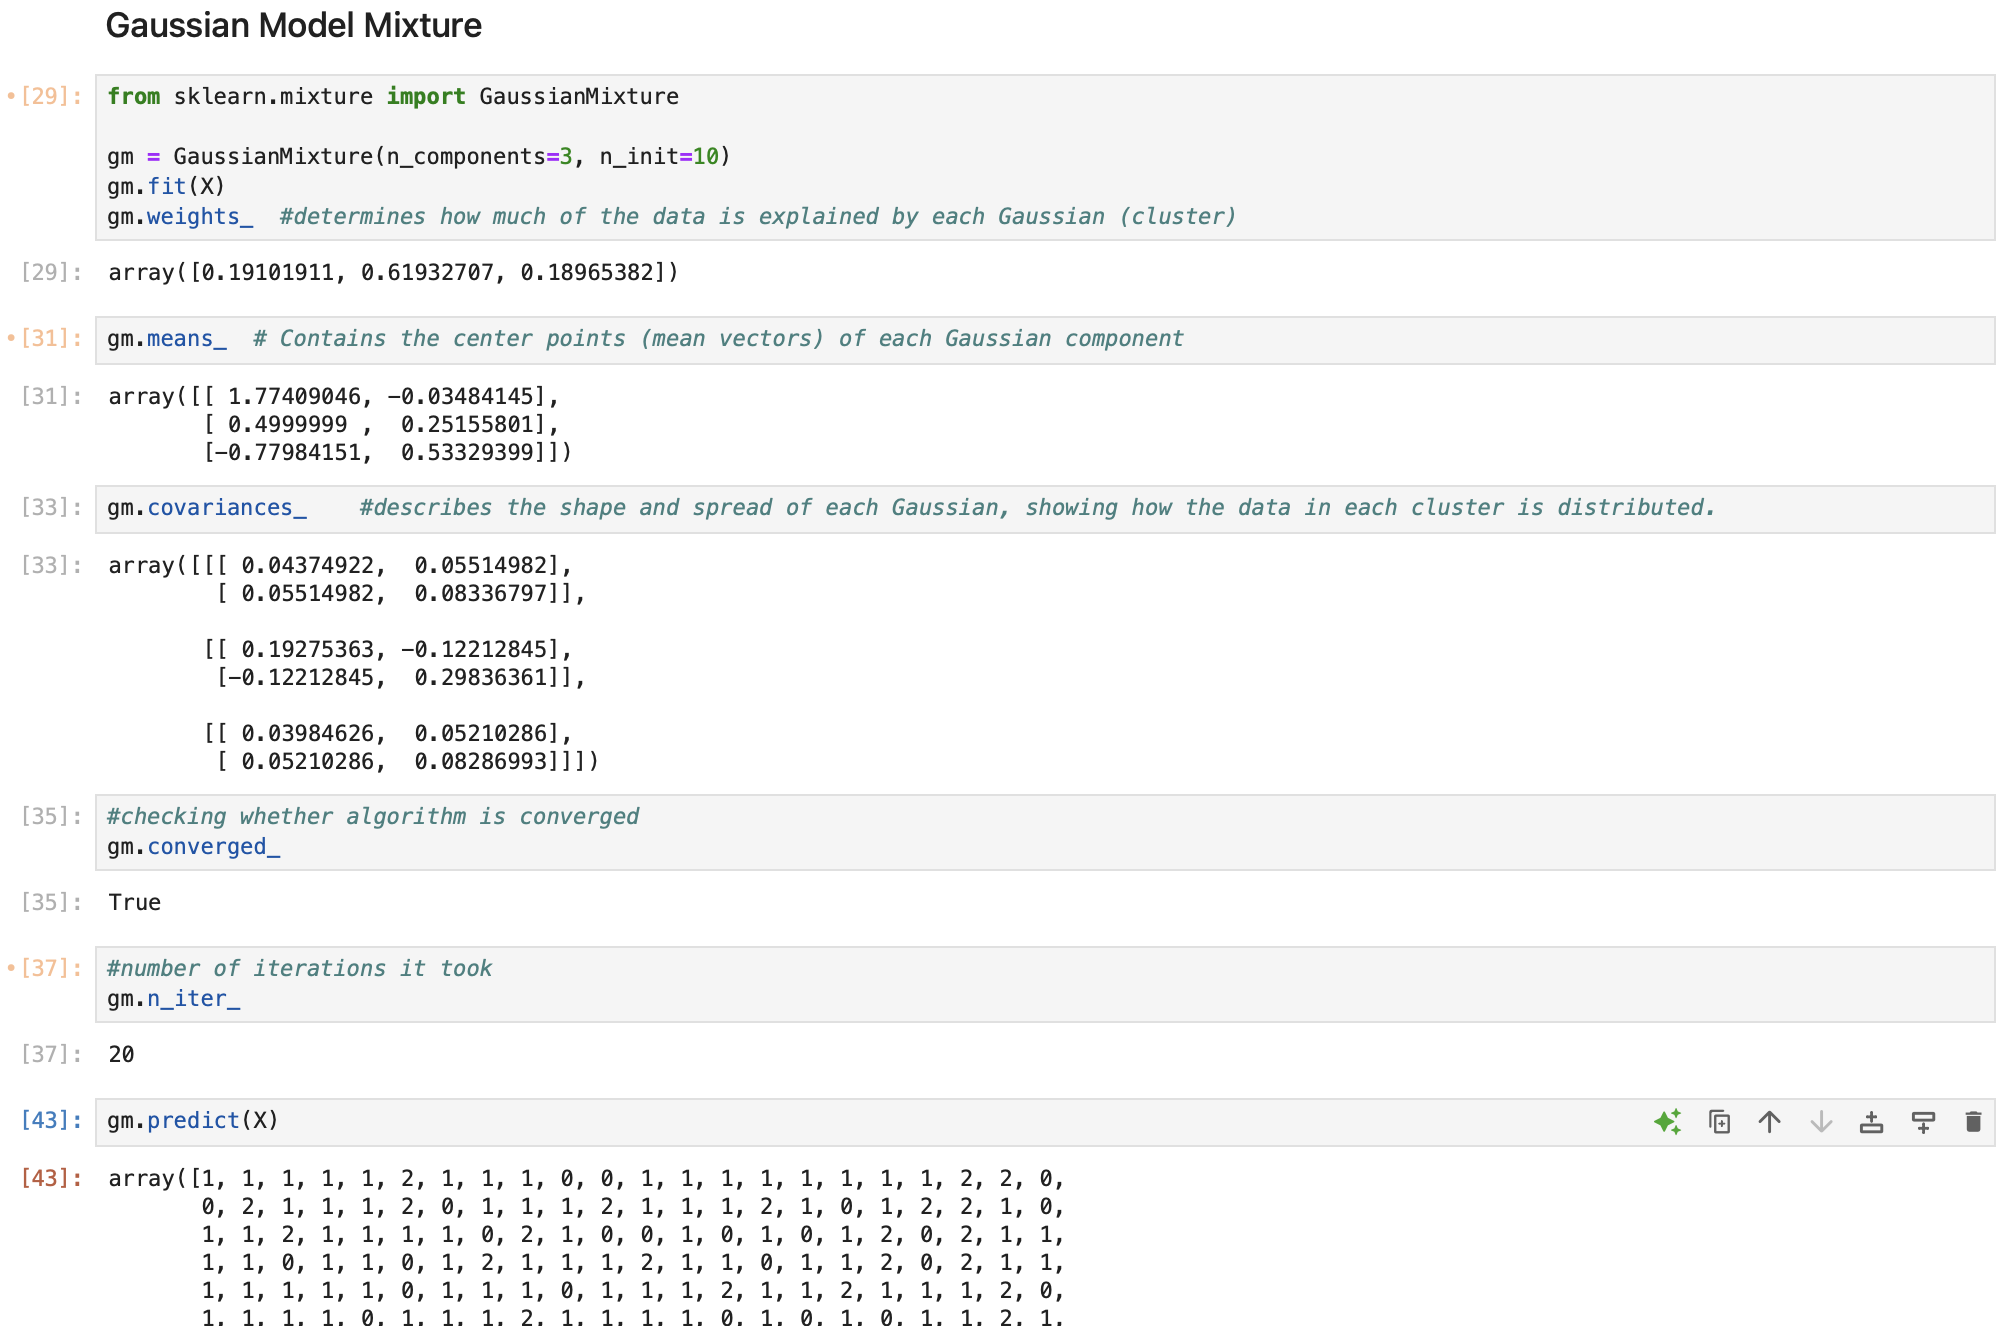 Gaussian Model Mixture
•[29]: from sklearn.mixture import GaussianMixture
gm = GaussianMixture(n_components=3, n_init=10)
gm.fit(X)
gm.weights_  #determines how much of the data is explained by each Gaussian (cluster)
[29]: array([0.19101911, 0.61932707, 0.18965382])
•[31]: gm.means_  # Contains the center points (mean vectors) of each Gaussian component
[31]: array([[ 1.77409046, -0.03484145],
[ 0.4999999 ,  0.25155801],
[-0.77984151,  0.53329399]])
[33]: gm.covariances_    #describes the shape and spread of each Gaussian, showing how the data in each cluster is distributed.
[33]: array([[[ 0.04374922,  0.05514982],
[ 0.05514982,  0.08336797]],
[[ 0.19275363, -0.12212845],
[-0.12212845,  0.29836361]],
[[ 0.03984626,  0.05210286],
[ 0.05210286,  0.08286993]]])
[35]: #checking whether algorithm is converged
gm.converged_
[35]: True
•[37]: #number of iterations it took
gm.n_iter_
[37]: 20
[43]: gm.predict(X)
[43]: array([1, 1, 1, 1, 1, 2, 1, 1, 1, 0, 0, 1, 1, 1, 1, 1, 1, 1, 1, 2, 2, 0,
0, 2, 1, 1, 1, 2, 0, 1, 1, 1, 2, 1, 1, 1, 2, 1, 0, 1, 2, 2, 1, 0,
1, 1, 2, 1, 1, 1, 1, 0, 2, 1, 0, 0, 1, 0, 1, 0, 1, 2, 0, 2, 1, 1,
1, 1, 0, 1, 1, 0, 1, 2, 1, 1, 1, 2, 1, 1, 0, 1, 1, 2, 0, 2, 1, 1,
1, 1, 1, 1, 1, 0, 1, 1, 1, 0, 1, 1, 1, 2, 1, 1, 2, 1, 1, 1, 2, 0,
1, 1, 1, 1, 0, 1, 1, 1, 2, 1, 1, 1, 1, 0, 1, 0, 1, 0, 1, 1, 2, 1,